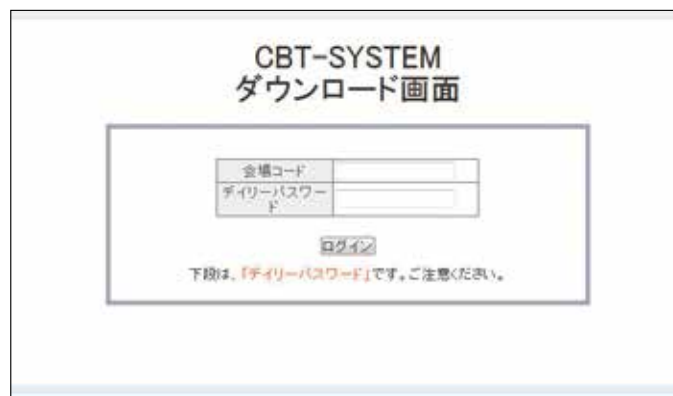 CBT-SYSTEM
ダウンロード画面
会場コード
デイリーパスワー
ド
ログイン
下段は、「デイリーパスワード」です。ご注意ください。